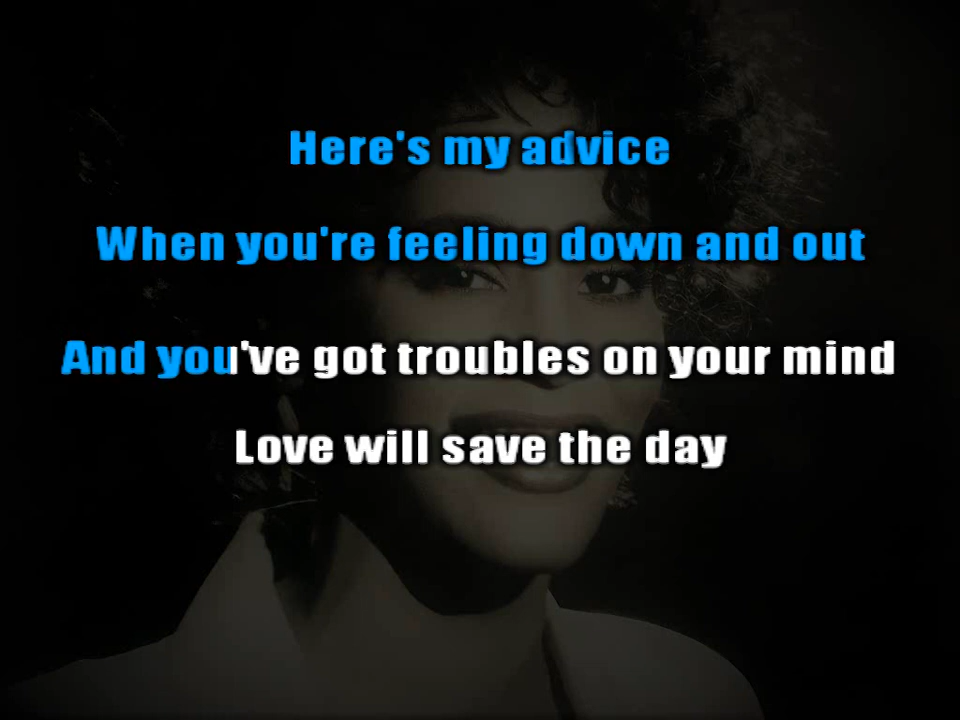 Here's my advice
When you're feeling down and out
And you've got troubles on your mind
Love will save the day